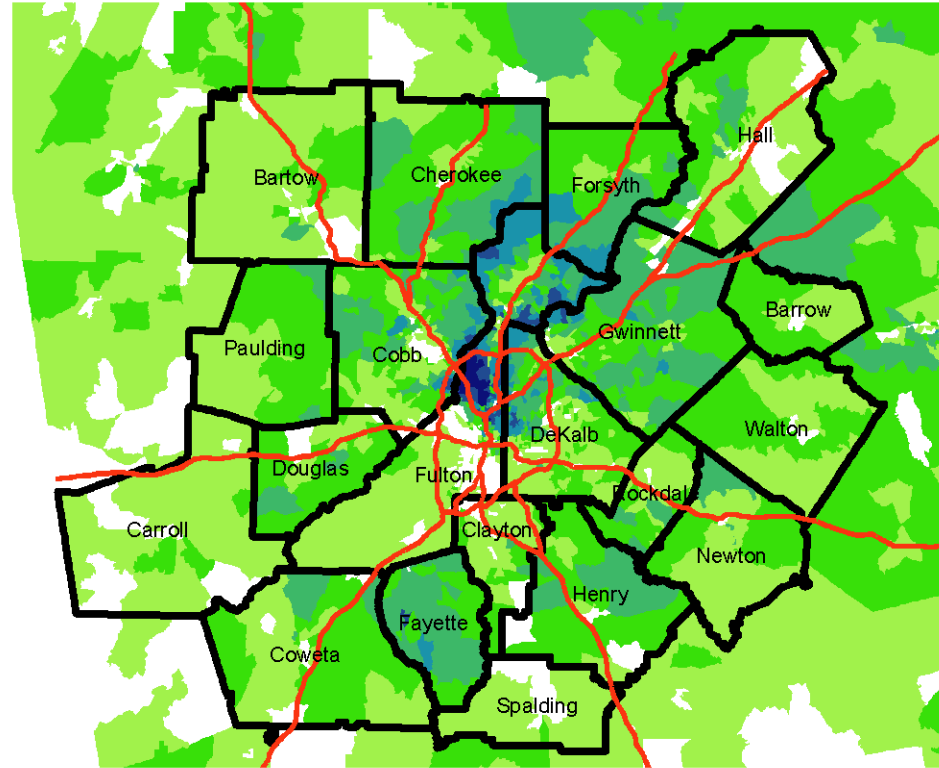 Hall
Bartow
Cherokee
Forsyth
Barrow
Gwinnett
Paulding
Cobb
Walton
DeKalb
Douglas
Fulton
Rockdale
Carroll
Clayton
Newton
Henry
Fayette
Coweta
Spalding